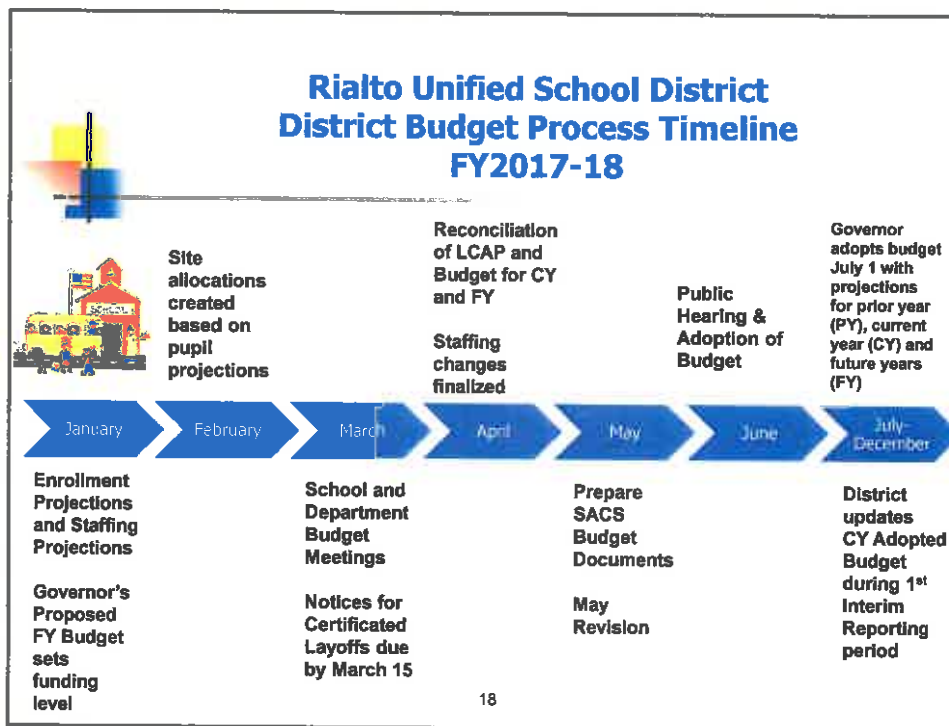 Rialto Unified School District
District Budget Process Timeline
FY2017-18
Site
allocations
created
based on
pupil
projections
Reconciliation
of LCAP and
Budget for CY
and FY
Staffing
changes
finalized
Public
Hearing &
Adoption of
Budget
Governor
adopts budget
July 1 with
projections
for prior year
(PY), current
year (CY) and
future years
(FY)
January
February
March
April
May
June
July-
December
Enrollment
Projections
and Staffing
Projections
Governor's
Proposed
FY Budget
sets
funding
level
School and
Department
Budget
Meetings
Notices for
Certificated
Layoffs due
by March 15
Prepare
SACS
Budget
Documents
May
Revision
District
updates
CY Adopted
Budget
during 1st
Interim
Reporting
period
18